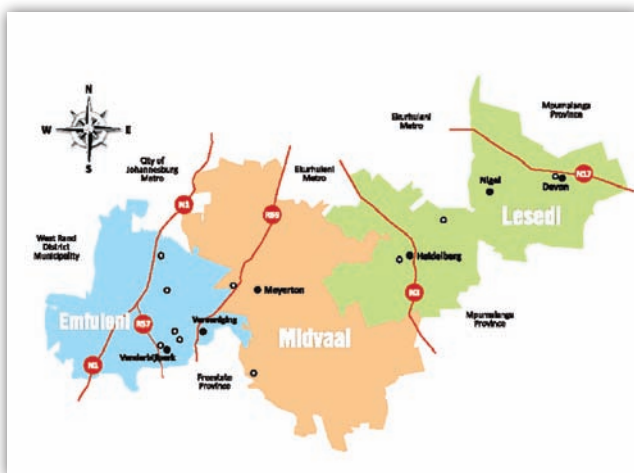 N
W E
S
Mpumalanga
Province
Ekurhuleni
Metro
City of
Johannesburg
Metro
Ekurhuleni
Metro
N17
Nigel
Devon
Lesedi
N1
R59
West Rand
District
Municipality
Heidelberg
Meyerton
N3
Emfuleni
R57
Vereeniging
Midvaal
Mpumalanga
Province
Vanderbijlpark
N1
Freestate
Province